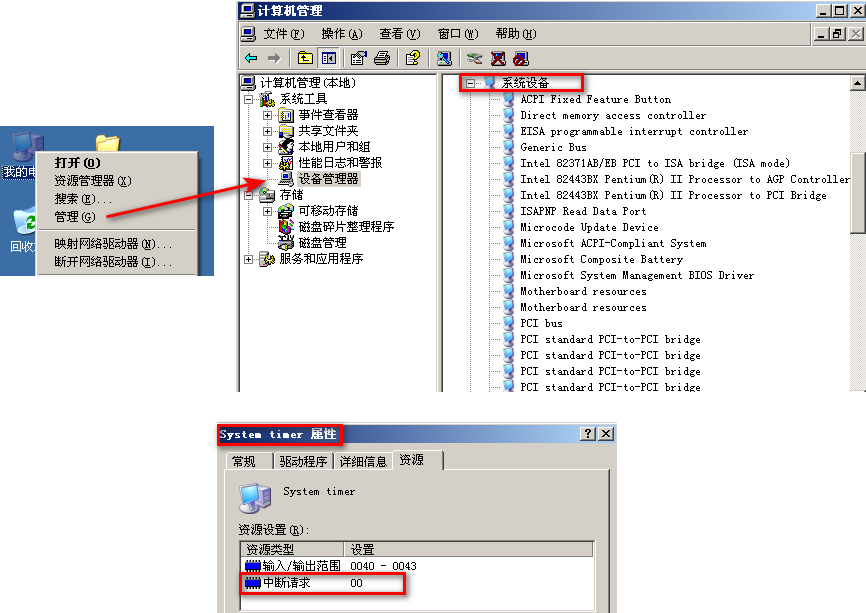 计算机管理
文件(F) 操作(A) 查看(V) 窗口(W) 帮助(H)
计算机管理(本地)
系统工具
事件查看器
共享文件夹
本地用户和组
性能日志和警报
设备管理器
存储
可移动存储
磁盘碎片整理程序
磁盘管理
服务和应用程序
系统设备
ACPI Fixed Feature Button
Direct memory access controller
EISA programmable interrupt controller
Generic Bus
Intel 82371AB/EB PCI to ISA bridge (ISA mode)
Intel 82443BX Pentium(R) II Processor to AGP Controller
Intel 82443BX Pentium(R) II Processor to PCI Bridge
ISAPNP Read Data Port
Microcode Update Device
Microsoft ACPI-Compliant System
Microsoft Composite Battery
Microsoft System Management BIOS Driver
Motherboard resources
Motherboard resources
PCI bus
PCI standard PCI-to-PCI bridge
PCI standard PCI-to-PCI bridge
PCI standard PCI-to-PCI bridge
PCI standard PCI-to-PCI bridge
我的电
回收
打开(O)
资源管理器(X)
搜索(E)...
管理(G)
映射网络驱动器(N)...
断开网络驱动器(I)...
System timer 属性
常规 驱动程序 详细信息 资源
System timer
资源设置(R):
资源类型 设置
输入/输出范围 0040 - 0043
中断请求 00